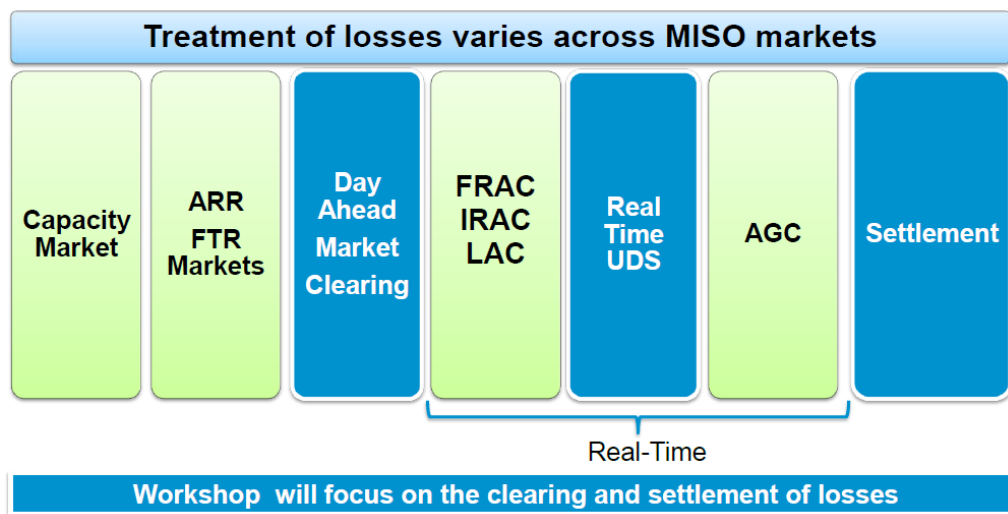 Treatment of losses varies across MISO markets
Capacity
Market
ARR
FTR
Markets
Day
Ahead
Market
Clearing
FRAC
IRAC
LAC
Real
Time
UDS
AGC
Settlement
Real-Time
Workshop will focus on the clearing and settlement of losses